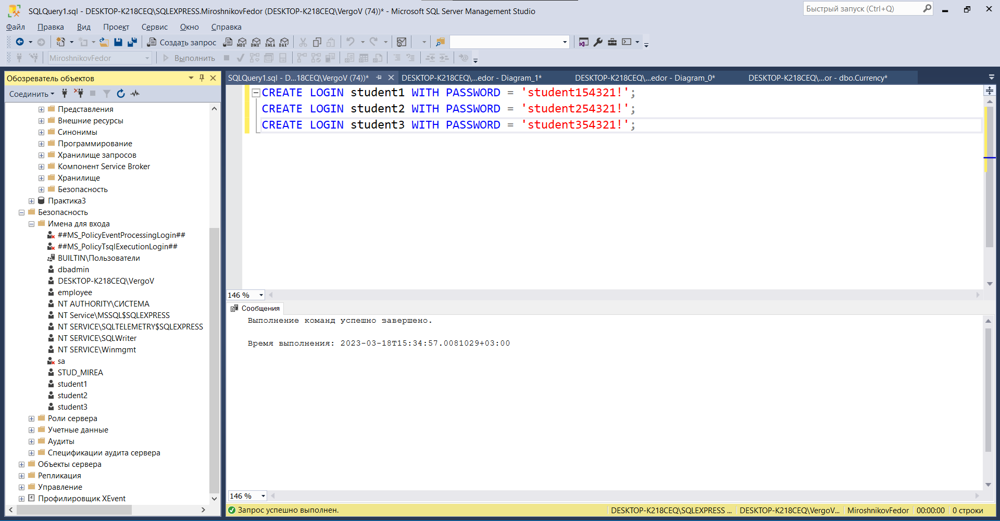 SQLQuery1.sql - DESKTOP-K218CEQ\SQLEXPRESS.MiroshnikovFedor (DESKTOP-K218CEQ\VergoV (74))* - Microsoft SQL Server Management Studio
Быстрый запуск (Ctrl+Q)
Файл Правка Вид Проект Сервис Окно Справка
Создать запрос MDX DMX XMLA DAX
MiroshnikovFedor Выполнить
Обозреватель объектов
Соединить
Представления
Внешние ресурсы
Синонимы
Программирование
Хранилище запросов
Компонент Service Broker
Хранилище
Безопасность
Практика3
Безопасность
Имена для входа
##MS_PolicyEventProcessingLogin##
##MS_PolicyTsqlExecutionLogin##
BUILTIN\Пользователи
dbadmin
DESKTOP-K218CEQ\VergoV
employee
NT AUTHORITY\СИСТЕМА
NT Service\MSSQL$SQLEXPRESS
NT SERVICE\SQLTELEMETRY$SQLEXPRESS
NT SERVICE\SQLWriter
NT SERVICE\Winmgmt
sa
STUD_MIREA
student1
student2
student3
Роли сервера
Учетные данные
Аудиты
Спецификации аудита сервера
Объекты сервера
Репликация
Управление
Профилировщик XEvent
SQLQuery1.sql - D...18CEQ\VergoV (74))* DESKTOP-K218CEQ\...edor - Diagram_1* DESKTOP-K218CEQ\...edor - Diagram_0* DESKTOP-K218CEQ\...or - dbo.Currency*
CREATE LOGIN student1 WITH PASSWORD = 'student154321!';
CREATE LOGIN student2 WITH PASSWORD = 'student254321!';
CREATE LOGIN student3 WITH PASSWORD = 'student354321!';
146 %
Сообщения
Выполнение команд успешно завершено.
Время выполнения: 2023-03-18T15:34:57.0081029+03:00
146 %
Запрос успешно выполнен. DESKTOP-K218CEQ\SQLEXPRESS ... DESKTOP-K218CEQ\VergoV... MiroshnikovFedor 00:00:00 0 строки